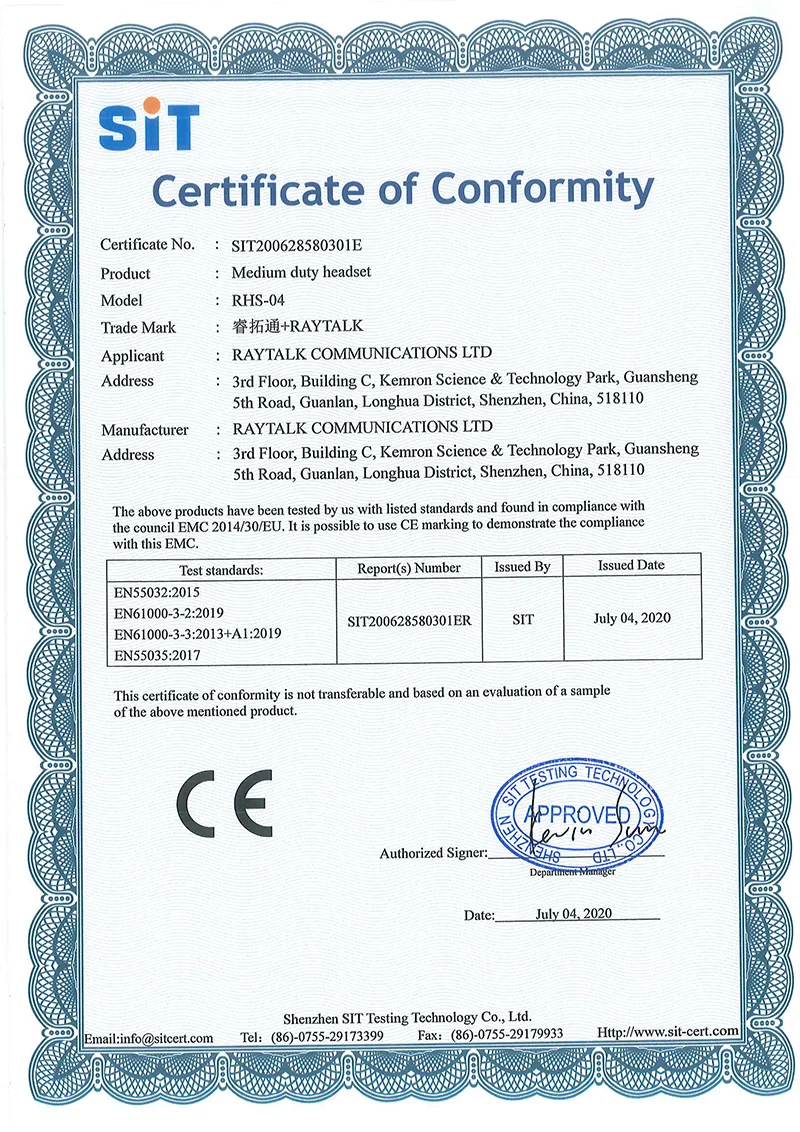 SiT
Certificate of Conformity
Certificate No. : SIT200628580301E
Product : Medium duty headset
Model : RHS-04
Trade Mark : 睿拓通+RAYTALK
Applicant : RAYTALK COMMUNICATIONS LTD
Address : 3rd Floor, Building C, Kemron Science & Technology Park, Guansheng
5th Road, Guanlan, Longhua District, Shenzhen, China, 518110
Manufacturer : RAYTALK COMMUNICATIONS LTD
Address : 3rd Floor, Building C, Kemron Science & Technology Park, Guansheng
5th Road, Guanlan, Longhua District, Shenzhen, China, 518110
The above products have been tested by us with listed standards and found in compliance with
the council EMC 2014/30/EU. It is possible to use CE marking to demonstrate the compliance
with this EMC.
Test standards: Report(s) Number Issued By Issued Date
EN55032:2015
EN61000-3-2:2019
EN61000-3-3:2013+A1:2019
EN55035:2017
SIT200628580301ER SIT July 04, 2020
This certificate of conformity is not transferable and based on an evaluation of a sample
of the above mentioned product.
CE
SHENZHEN SIT TESTING TECHNOLOGY CO., LTD
APPROVED
Kevin Sun
Authorized Signer:
Department Manager
Date: July 04, 2020
Shenzhen SIT Testing Technology Co., Ltd.
Email:info@sitcert.com Tel: (86)-0755-29173399 Fax: (86)-0755-29179933 Http://www.sit-cert.com